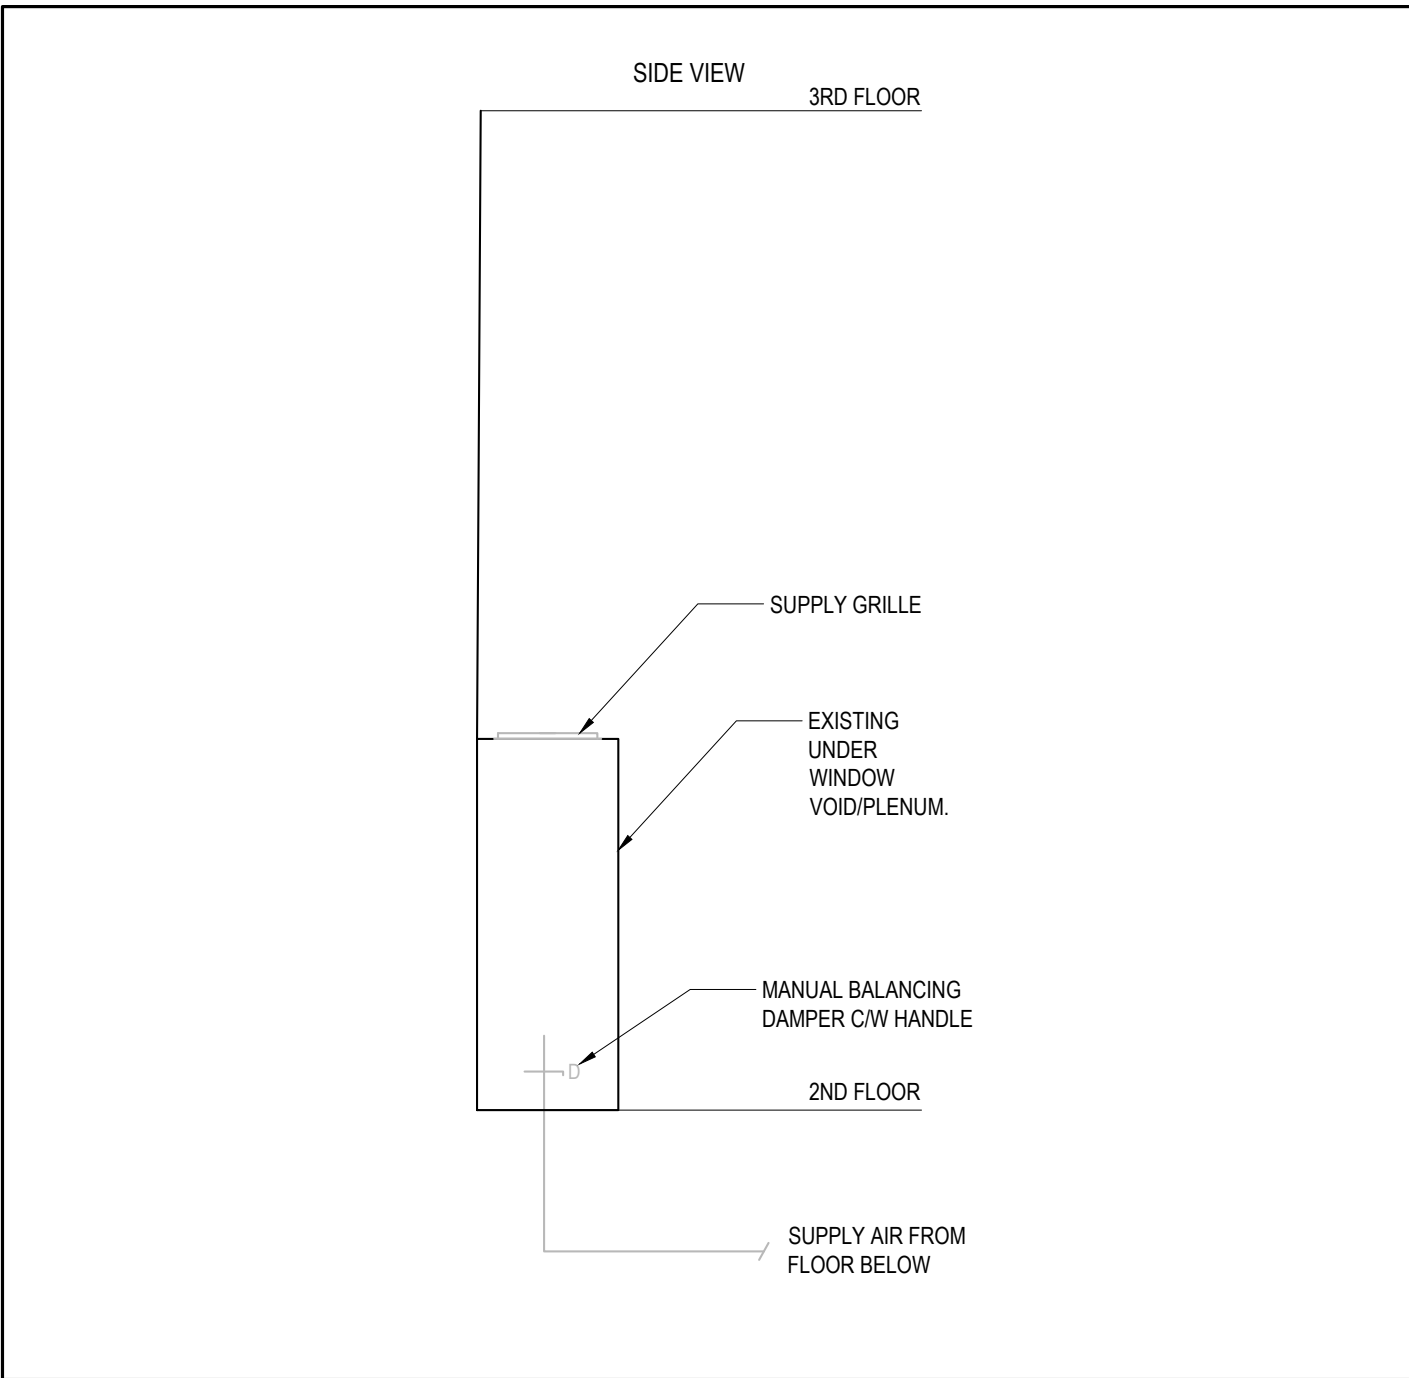 SIDE VIEW
3RD FLOOR
SUPPLY GRILLE
EXISTING
UNDER
WINDOW
VOID/PLENUM.
MANUAL BALANCING
DAMPER C/W HANDLE
D
2ND FLOOR
SUPPLY AIR FROM
FLOOR BELOW